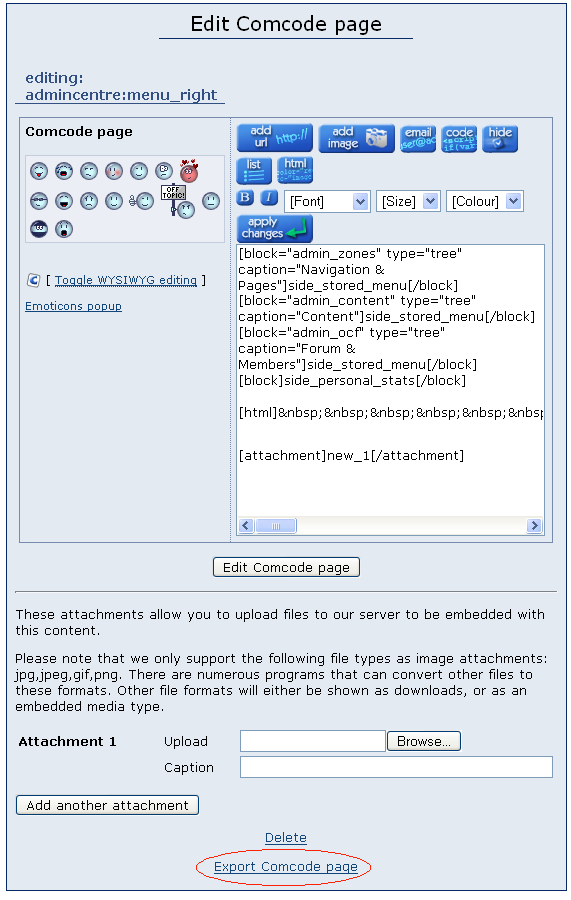 Edit Comcode page
editing:
admincentre:menu_right
Comcode page
OFF
TOPIC!
[ Toggle WYSIWYG editing ]
Emoticons popup
add url http://
add image
email
code
hide
list
html
B I [Font] [Size] [Colour]
apply changes
[block="admin_zones" type="tree"
caption="Navigation &
Pages"]side_stored_menu[/block]
[block="admin_content" type="tree"
caption="Content"]side_stored_menu[/block]
[block="admin_ocf" type="tree"
caption="Forum &
Members"]side_stored_menu[/block]
[block]side_personal_stats[/block]
[html]&nbsp;&nbsp;&nbsp;&nbsp;&nbsp;&nbsp
[attachment]new_1[/attachment]
Edit Comcode page
These attachments allow you to upload files to our server to be embedded with
this content.
Please note that we only support the following file types as image attachments:
jpg,jpeg,gif,png. There are numerous programs that can convert other files to
these formats. Other file formats will either be shown as downloads, or as an
embedded media type.
Attachment 1 Upload Browse...
Caption
Add another attachment
Delete
Export Comcode page